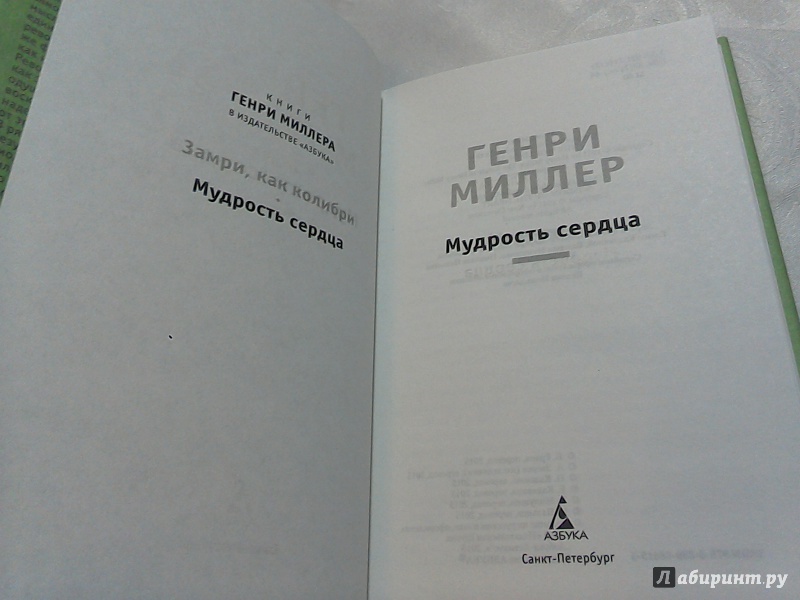 КНИГИ
ГЕНРИ МИЛЛЕРА
В ИЗДАТЕЛЬСТВЕ «АЗБУКА»
Замри, как колибри
Мудрость сердца
ГЕНРИ
МИЛЛЕР
Мудрость сердца
АЗБУКА
Санкт-Петербург
Лабиринт.ру